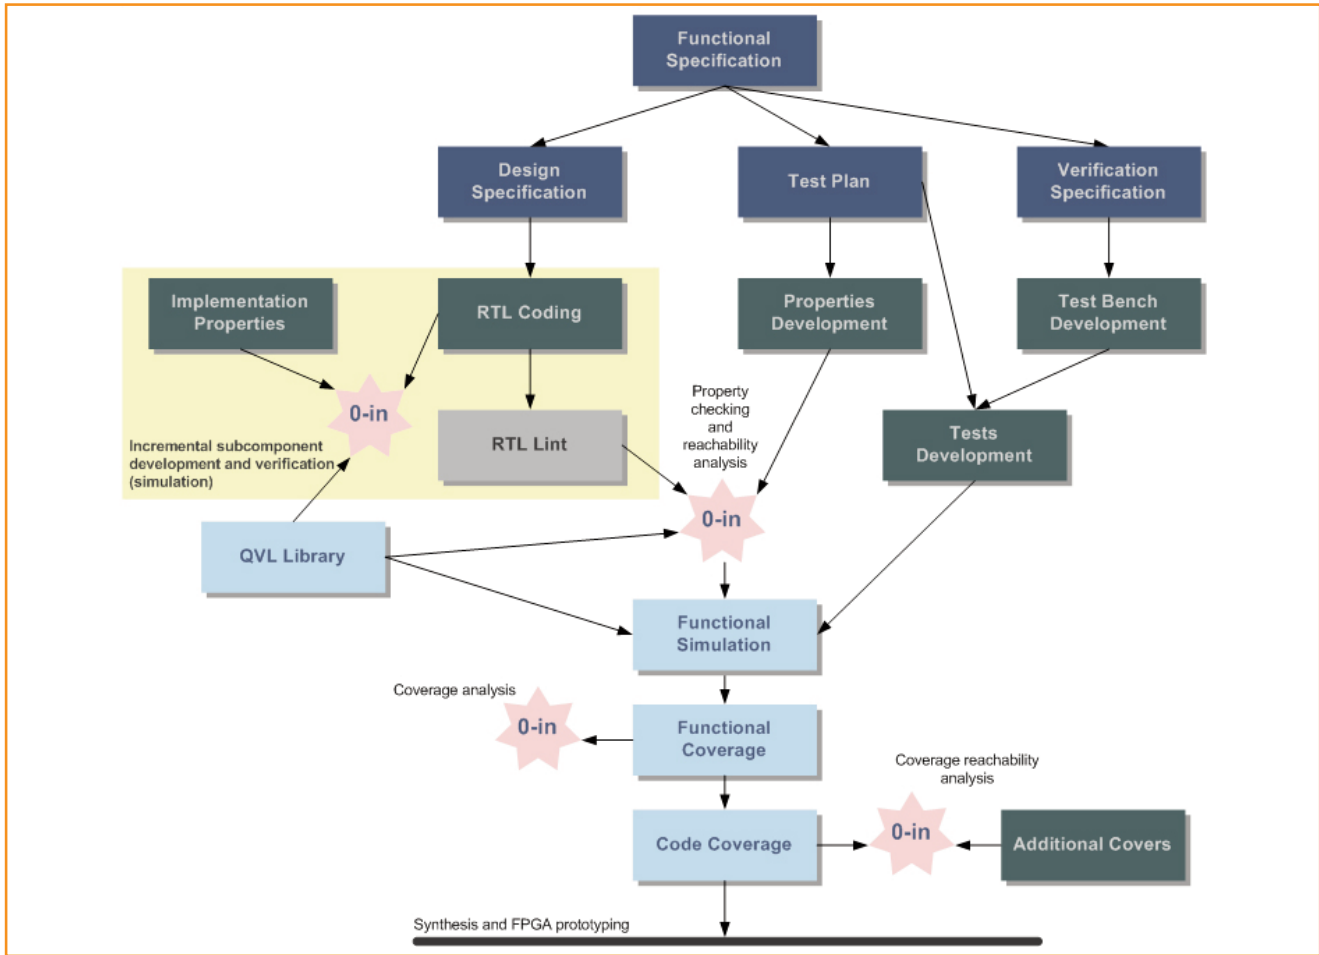 Functional
Specification
Design
Specification
Test Plan
Verification
Specification
Implementation
Properties
RTL Coding
Properties
Development
Test Bench
Development
0-in
Incremental subcomponent
development and verification
(simulation)
RTL Lint
Property
checking
and
reachability
analysis
Tests
Development
QVL Library
0-in
Functional
Simulation
Coverage analysis
0-in
Functional
Coverage
Coverage reachability
analysis
Code Coverage
0-in
Additional Covers
Synthesis and FPGA prototyping